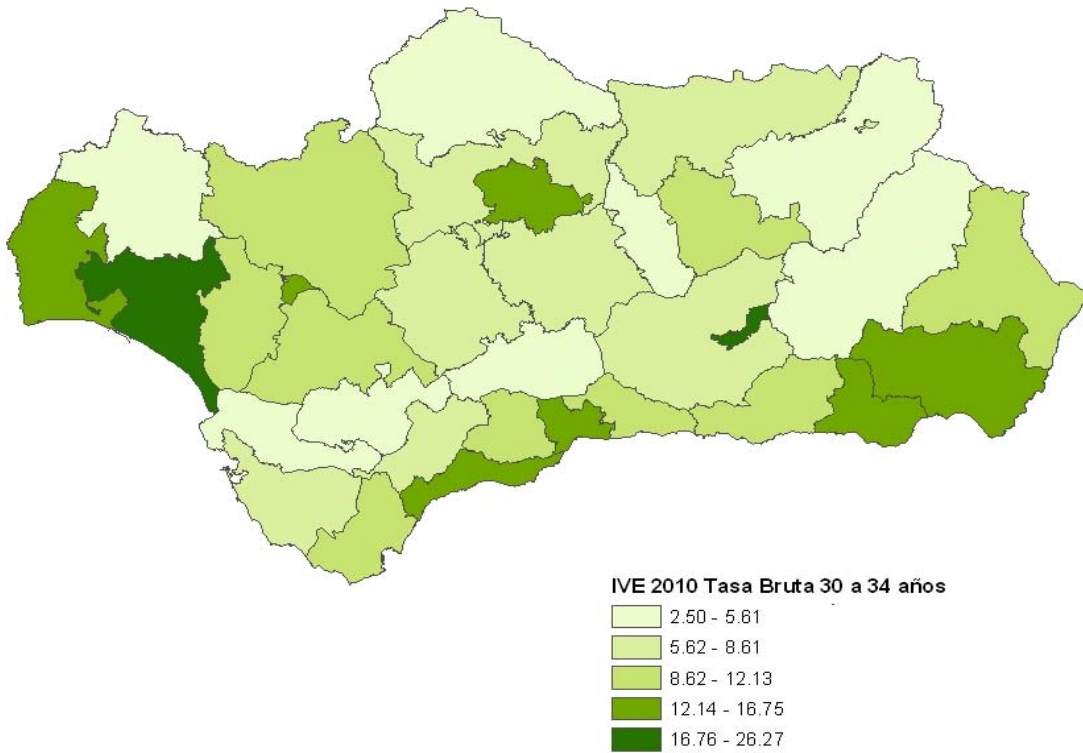 IVE 2010 Tasa Bruta 30 a 34 años
2.50 - 5.61
5.62 - 8.61
8.62 - 12.13
12.14 - 16.75
16.76 - 26.27